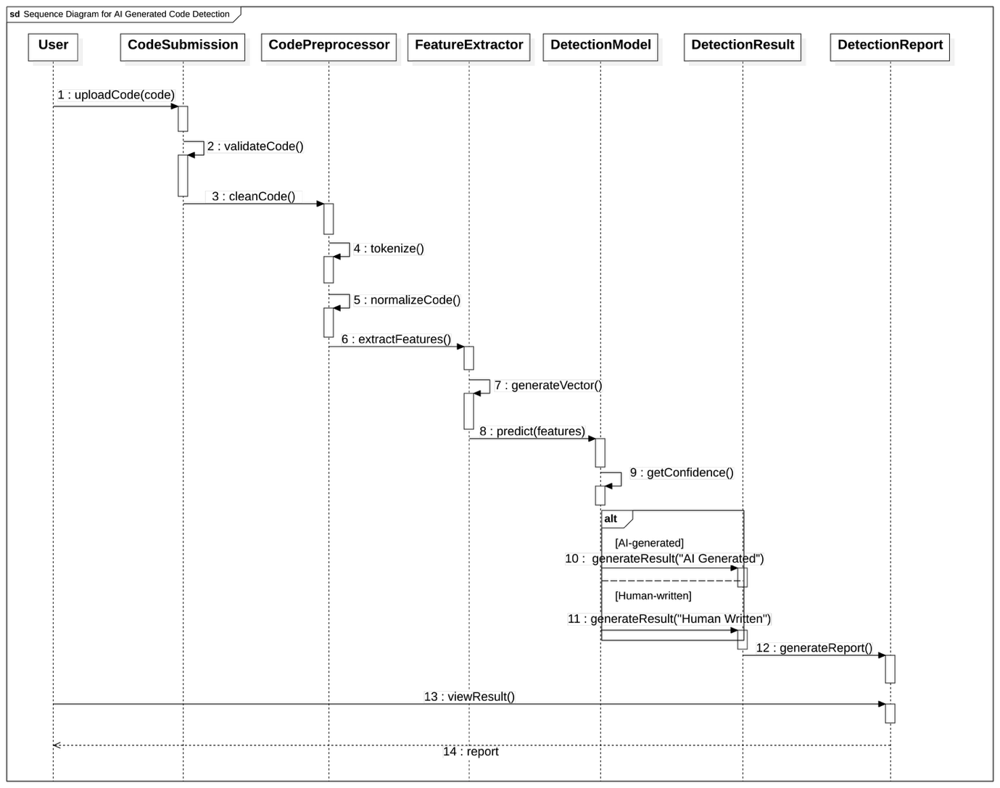 sd Sequence Diagram for AI Generated Code Detection
User CodeSubmission CodePreprocessor FeatureExtractor DetectionModel DetectionResult DetectionReport
1 : uploadCode(code)
2 : validateCode()
3 : cleanCode()
4 : tokenize()
5 : normalizeCode()
6 : extractFeatures()
7 : generateVector()
8 : predict(features)
9 : getConfidence()
alt
[AI-generated]
10 : generateResult("AI Generated")
[Human-written]
11 : generateResult("Human Written")
12 : generateReport()
13 : viewResult()
14 : report